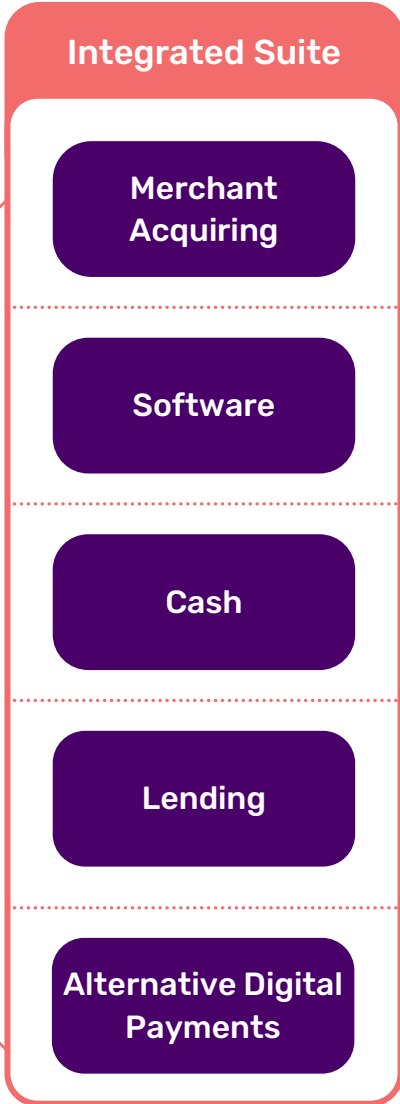 Integrated Suite
Merchant
Acquiring
Software
Cash
Lending
Alternative Digital
Payments